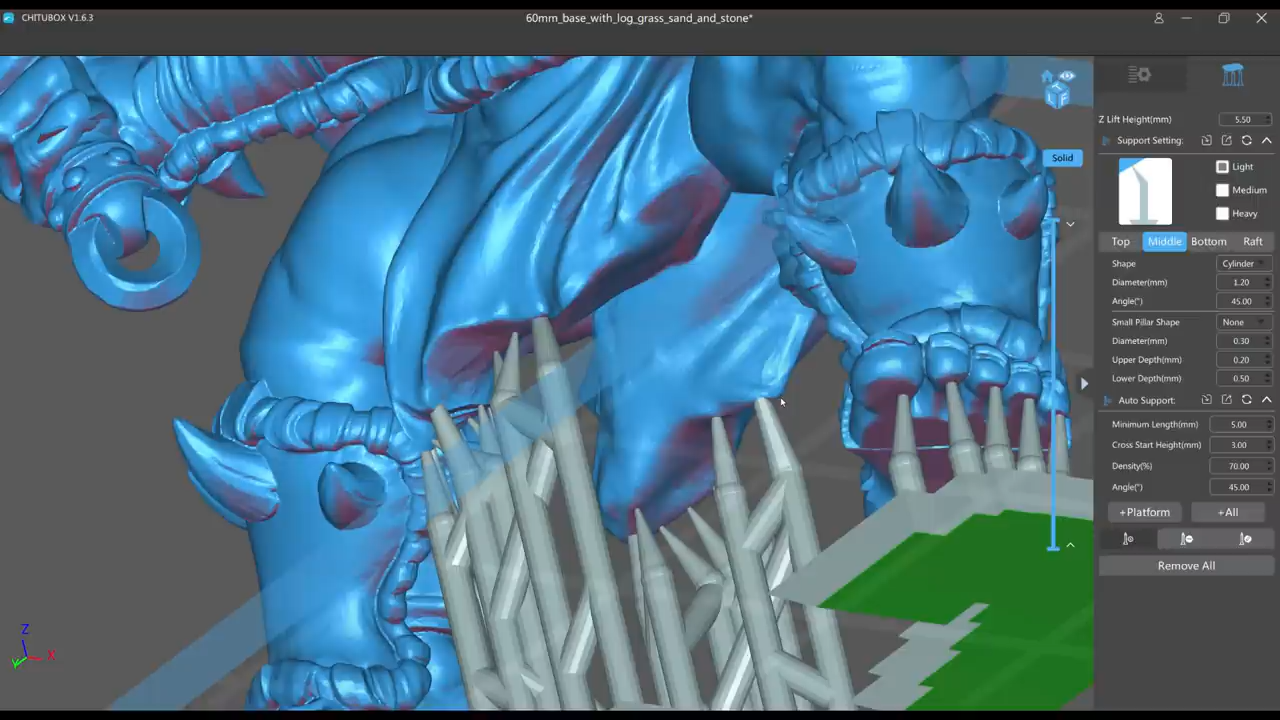 CHITUBOX V1.6.3
60mm_base_with_log_grass_sand_and_stone*
Z Lift Height(mm) 5.50
Support Setting:
Solid
Light
Medium
Heavy
Top Middle Bottom Raft
Shape Cylinder
Diameter(mm) 1.20
Angle(°) 45.00
Small Pillar Shape None
Diameter(mm) 0.30
Upper Depth(mm) 0.20
Lower Depth(mm) 0.50
Auto Support:
Minimum Length(mm) 5.00
Cross Start Height(mm) 3.00
Density(%) 70.00
Angle(°) 45.00
+Platform +All
Remove All
Z
X
Y